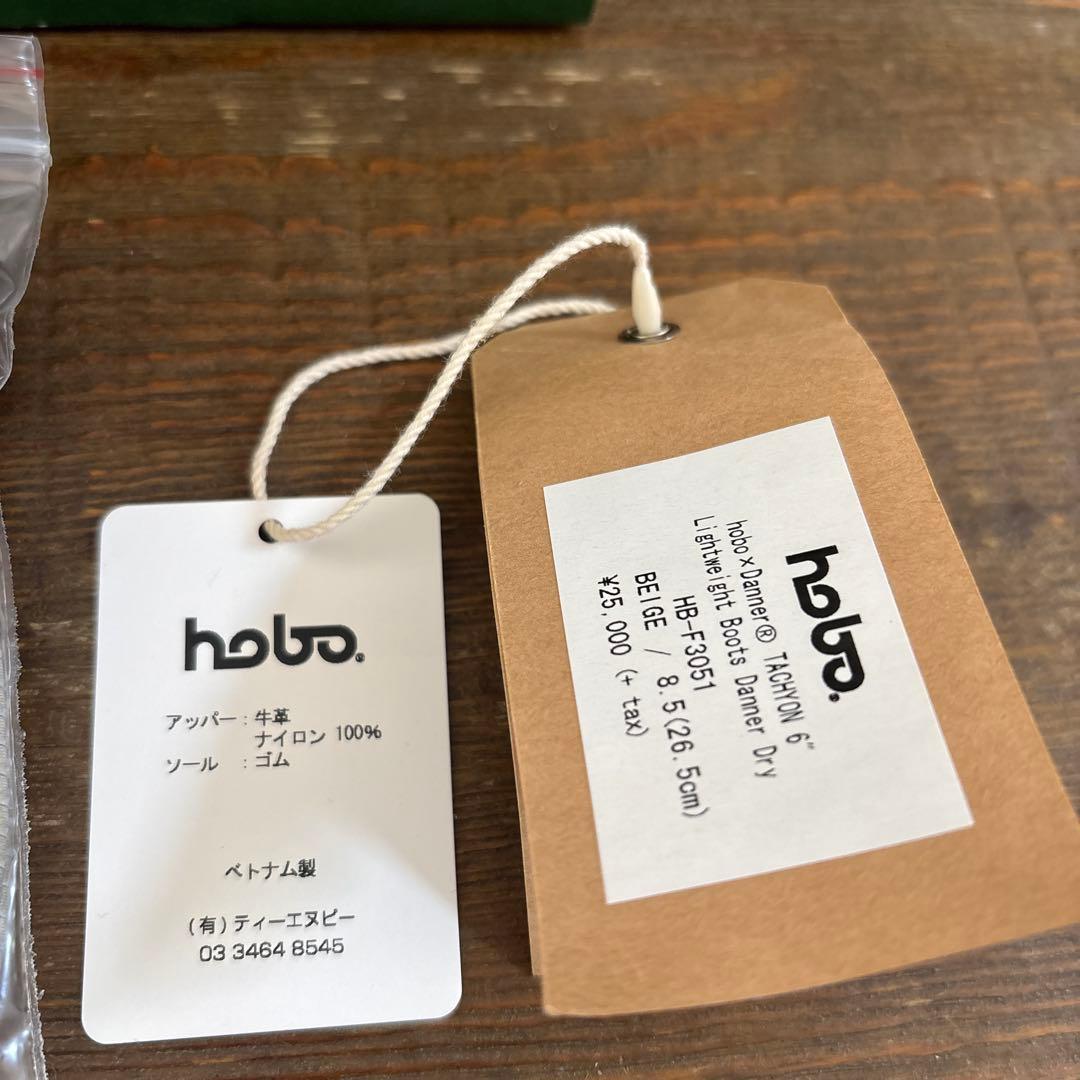 hobo.
アッパー：牛革
ナイロン 100%
ソール ：ゴム
ベトナム製
(有)ティーエヌピー
03 3464 8545
hobo.
hobo×Danner® TACHYON 6"
Lightweight Boots Danner Dry
HB-F3051
BEIGE / 8.5(26.5cm)
¥25,000 (+ tax)